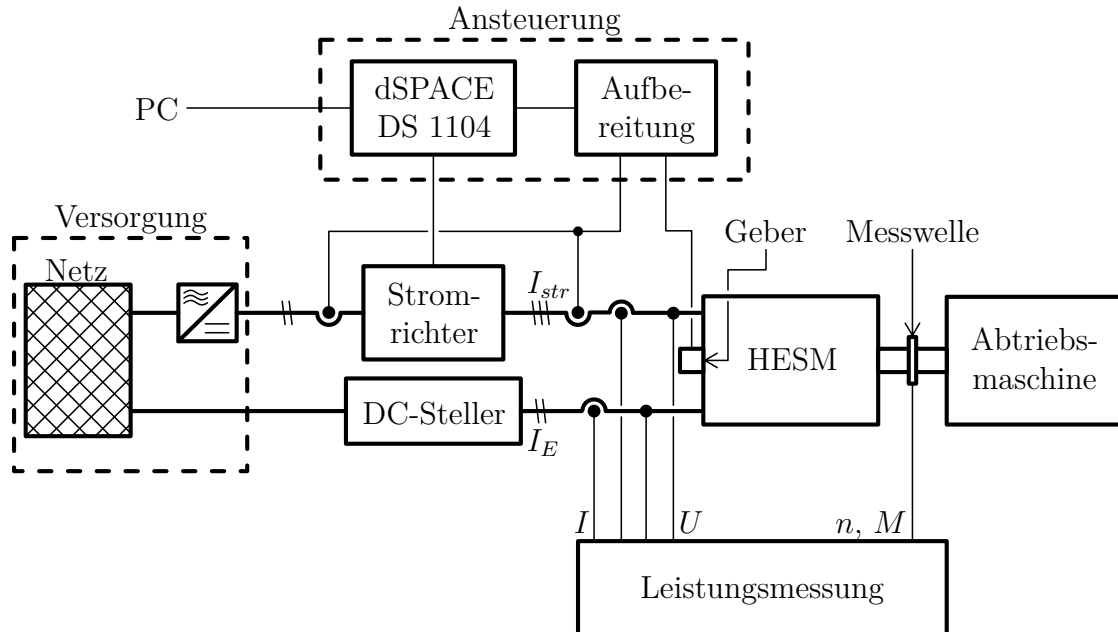 Ansteuerung
dSPACE
DS 1104
Aufbe-
reitung
PC
Versorgung
Netz
Geber
Messwelle
Strom-
richter
I_str
HESM
Abtriebs-
maschine
DC-Steller
I_E
I
U
n, M
Leistungsmessung